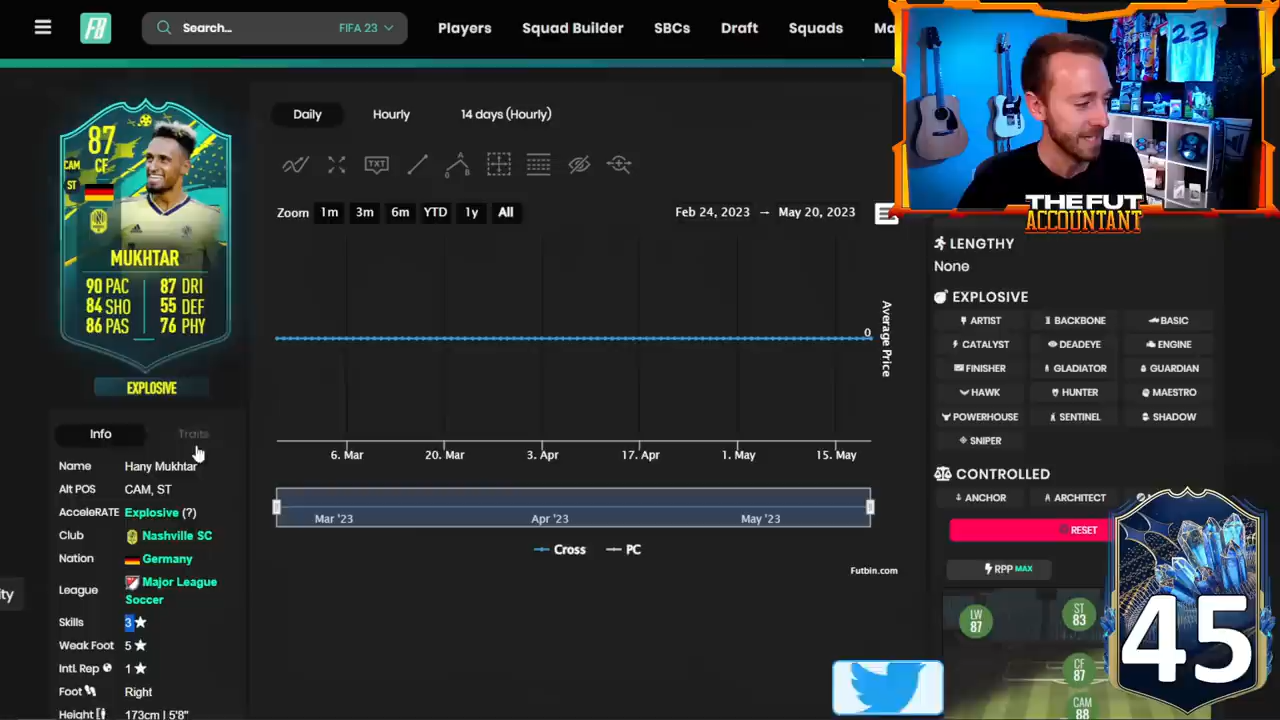 FB
Search...
FIFA 23
Players
Squad Builder
SBCs
Draft
Squads
Ma
23
THE FUT
ACCOUNTANT
87
CF
CAM
ST
MUKHTAR
90 PAC
87 DRI
84 SHO
55 DEF
86 PAS
76 PHY
EXPLOSIVE
Daily
Hourly
14 days (Hourly)
TXT
Zoom
1m
3m
6m
YTD
1y
All
Feb 24, 2023 → May 20, 2023
0
Average Price
6. Mar
20. Mar
3. Apr
17. Apr
1. May
15. May
Mar '23
Apr '23
May '23
Cross
PC
Futbin.com
Info
Traits
Name Hany Mukhtar
Alt POS CAM, ST
AcceleRATE Explosive (?)
Club Nashville SC
Nation Germany
League Major League
Soccer
Skills 3
Weak Foot 5
Intl. Rep 1
Foot Right
Height 173cm | 5'8"
ty
LENGTHY
None
EXPLOSIVE
ARTIST
BACKBONE
BASIC
CATALYST
DEADEYE
ENGINE
FINISHER
GLADIATOR
GUARDIAN
HAWK
HUNTER
MAESTRO
POWERHOUSE
SENTINEL
SHADOW
SNIPER
CONTROLLED
ANCHOR
ARCHITECT
RESET
RPP MAX
LW
87
ST
83
CF
87
CAM
88
45